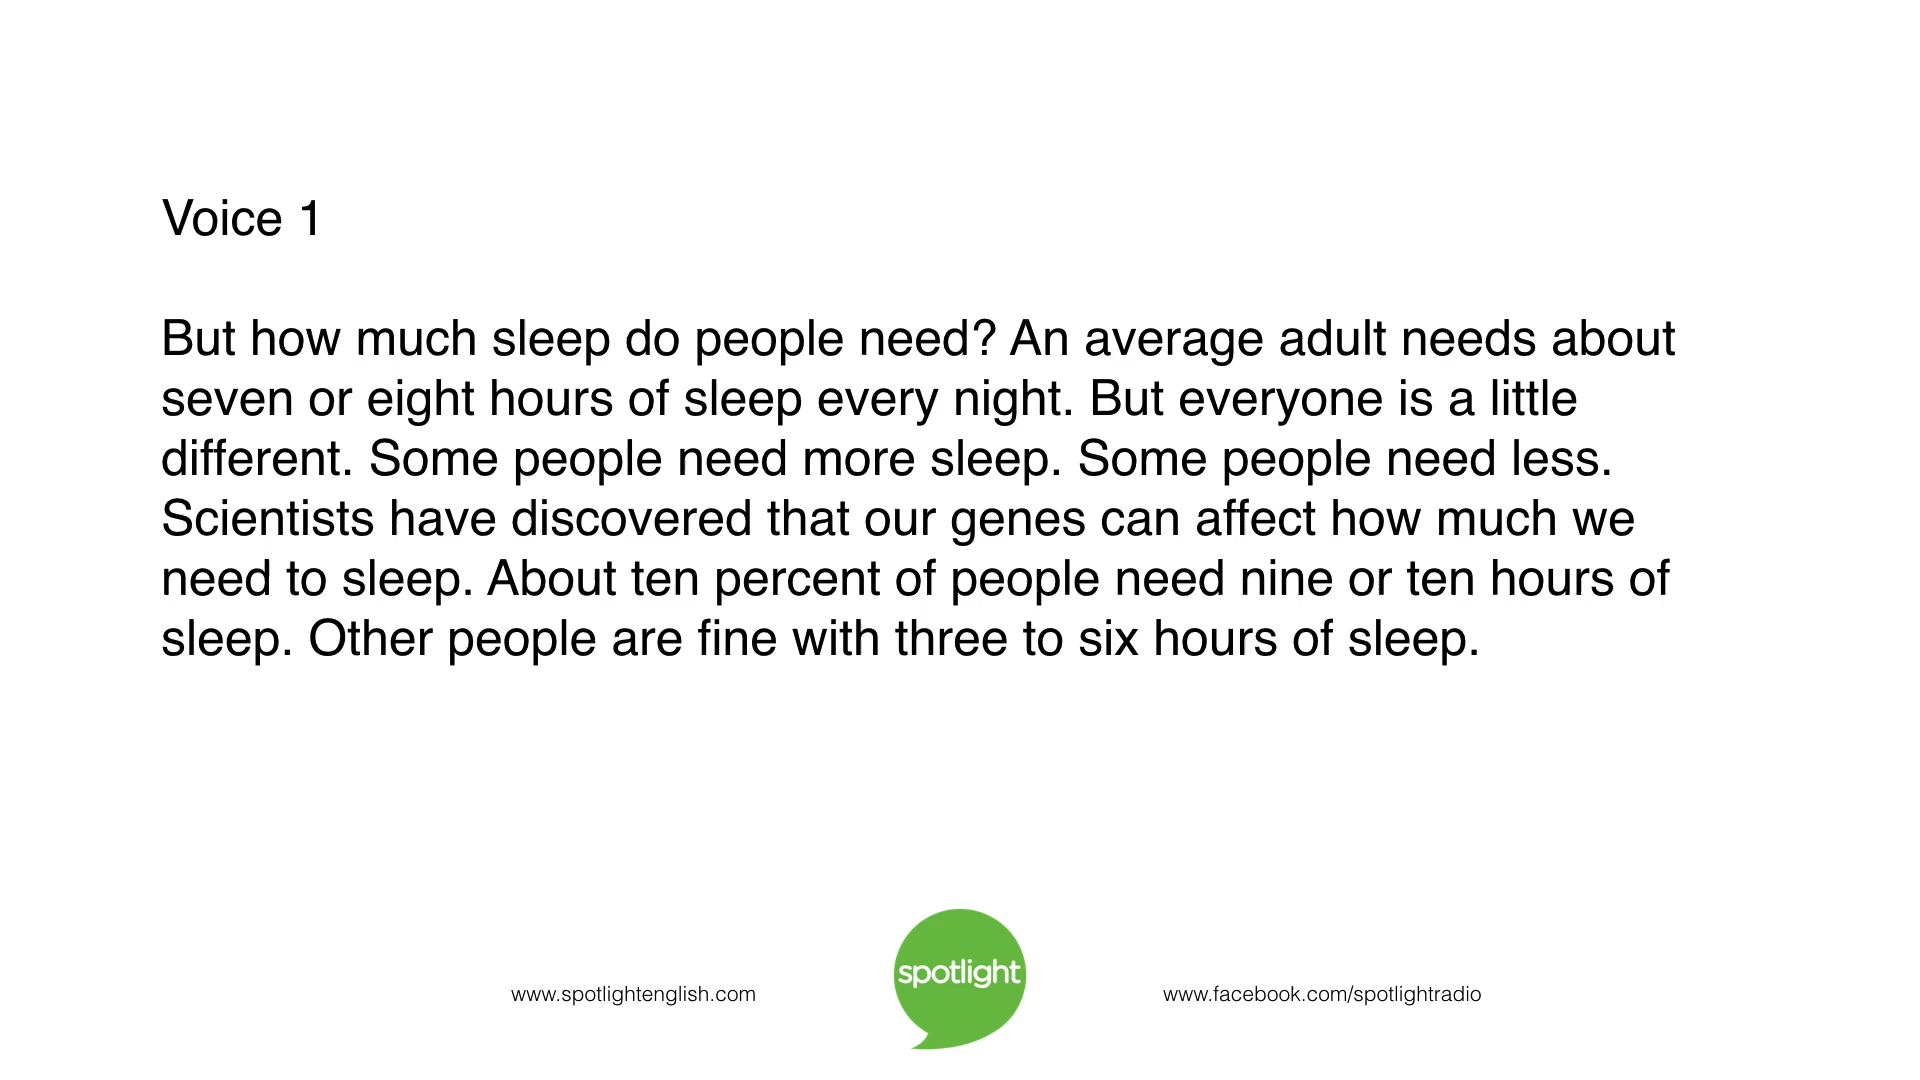 Voice 1
But how much sleep do people need? An average adult needs about
seven or eight hours of sleep every night. But everyone is a little
different. Some people need more sleep. Some people need less.
Scientists have discovered that our genes can affect how much we
need to sleep. About ten percent of people need nine or ten hours of
sleep. Other people are fine with three to six hours of sleep.
www.spotlightenglish.com
spotlight
www.facebook.com/spotlightradio